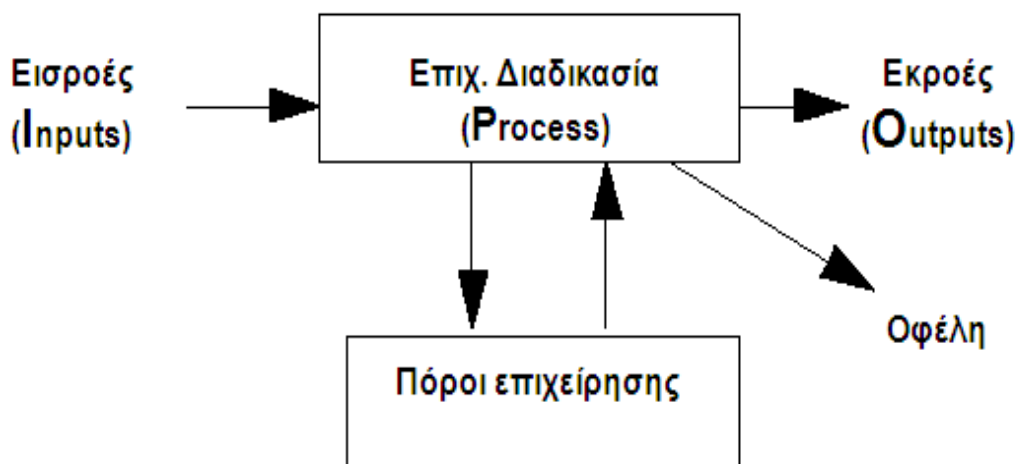 Εισροές
(Inputs)
Επιχ. Διαδικασία
(Process)
Εκροές
(Outputs)
Οφέλη
Πόροι επιχείρησης